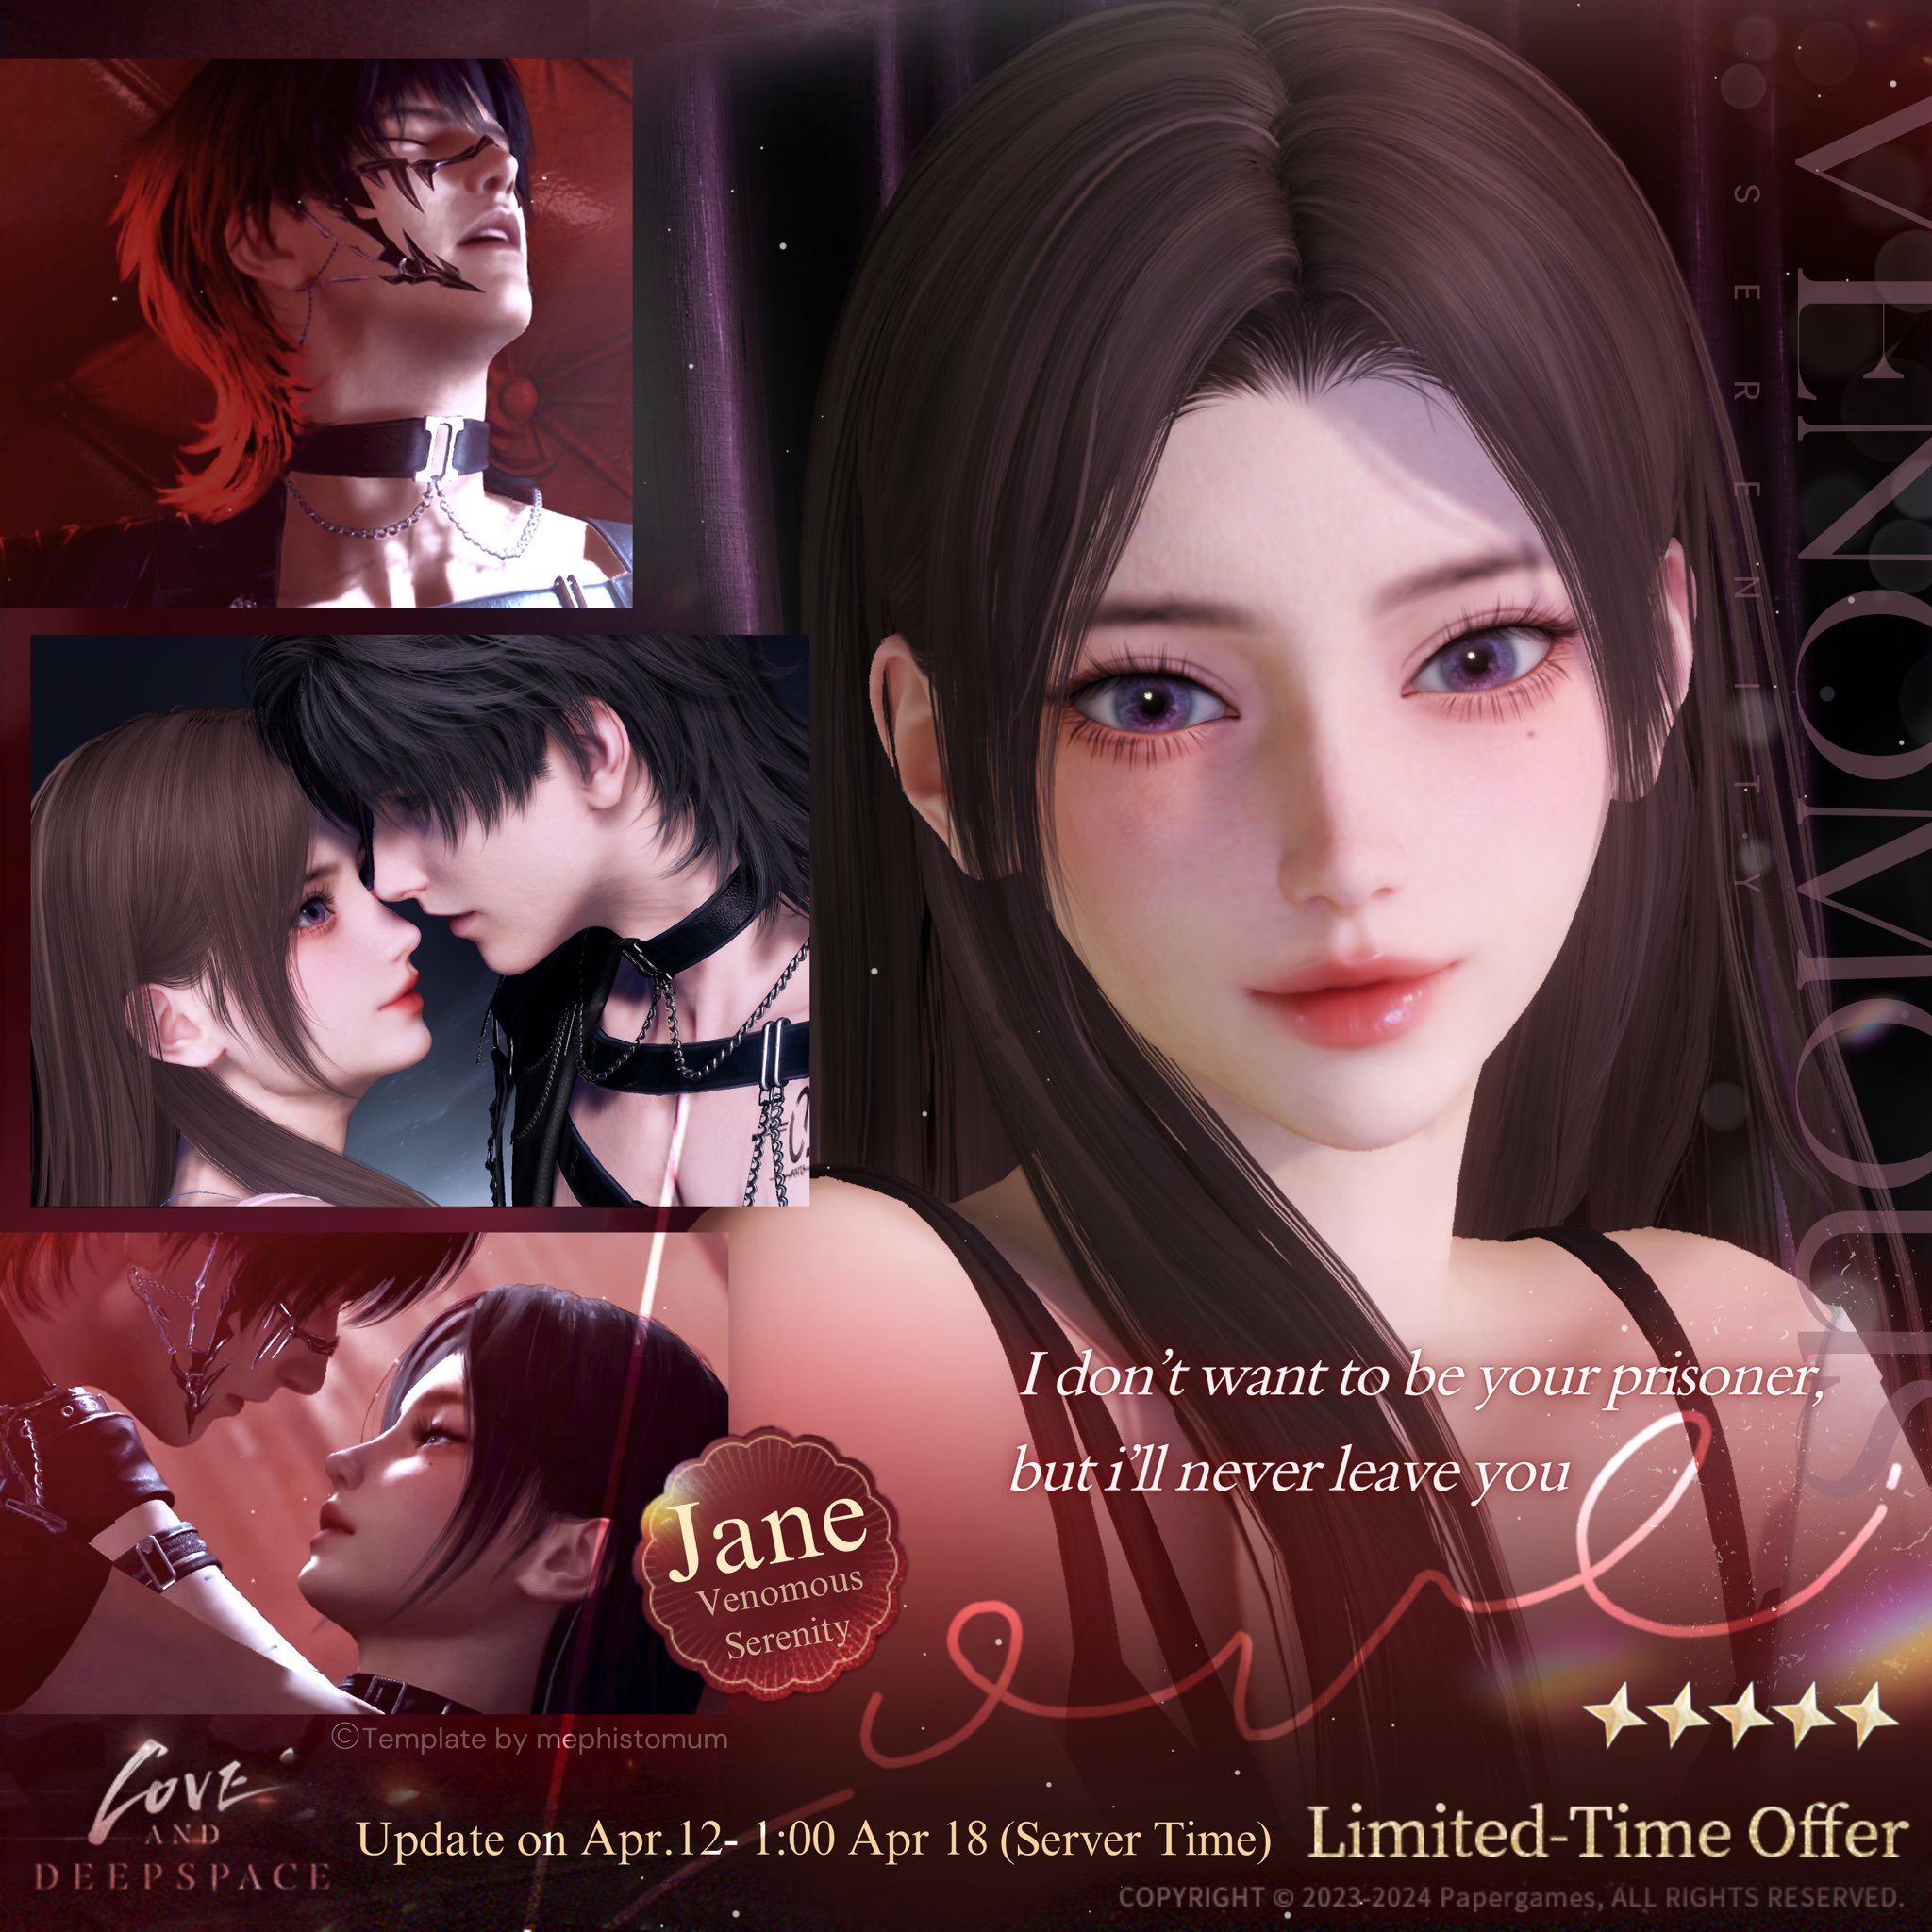 VENOMOUS
SERENITY
I don't want to be your prisoner,
but i'll never leave you
Jane
Venomous
Serenity
©Template by mephistomum
LOVE
AND
DEEPSPACE
Update on Apr.12- 1:00 Apr 18 (Server Time)
Limited-Time Offer
COPYRIGHT © 2023-2024 Papergames, ALL RIGHTS RESERVED.